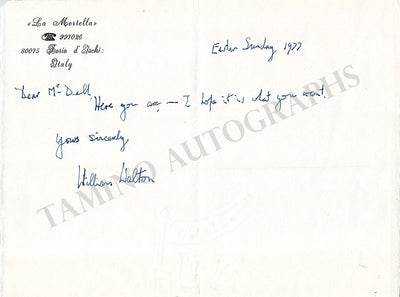 «La Mortella»
☎ 991026
80075 Forio d'Ischia
Italy
Easter Sunday 1977
Dear Mr Dell
Here you are — I hope it is what you want
Yours sincerely
William Walton
TAMINO AUTOGRAPHS